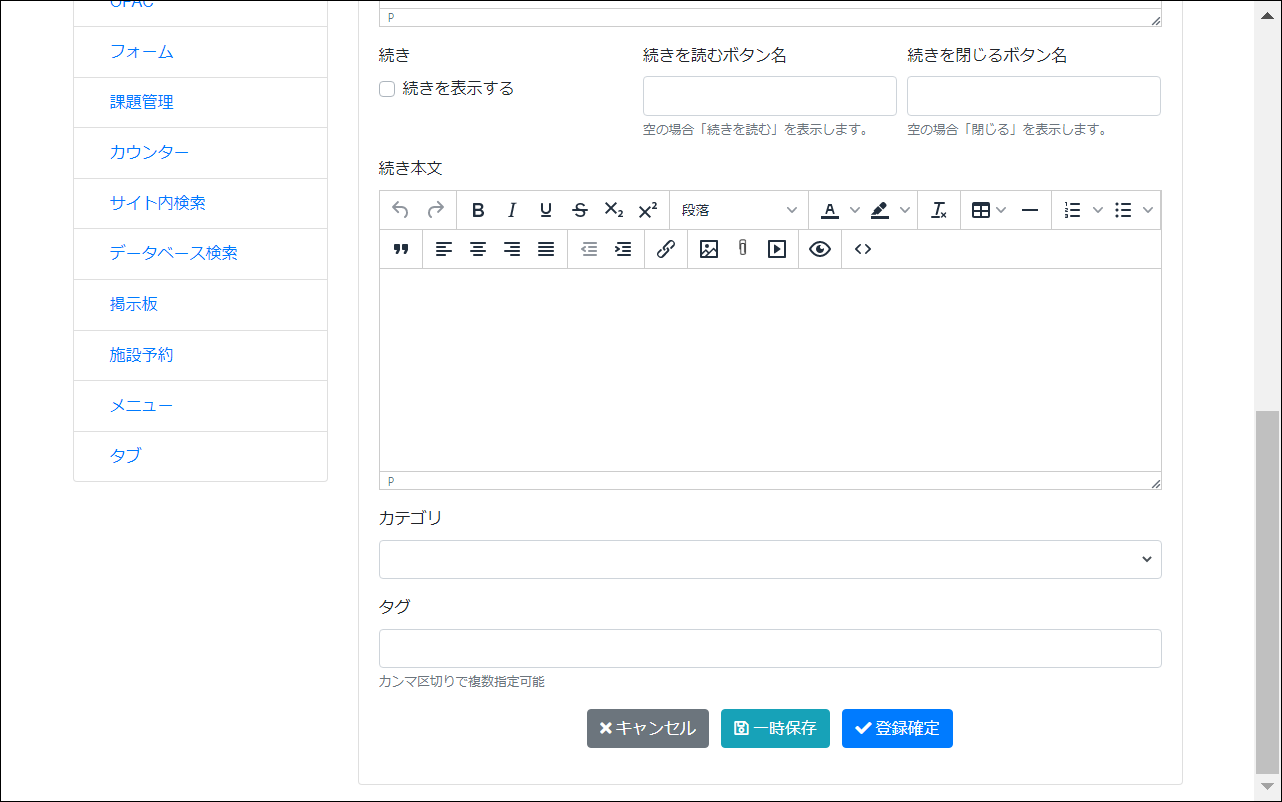 OPAC
フォーム
課題管理
カウンター
サイト内検索
データベース検索
掲示板
施設予約
メニュー
タブ
P
続き
続きを読むボタン名
続きを閉じるボタン名
続きを表示する
空の場合「続きを読む」を表示します。
空の場合「閉じる」を表示します。
続き本文
段落
P
カテゴリ
タグ
カンマ区切りで複数指定可能
キャンセル
一時保存
登録確定